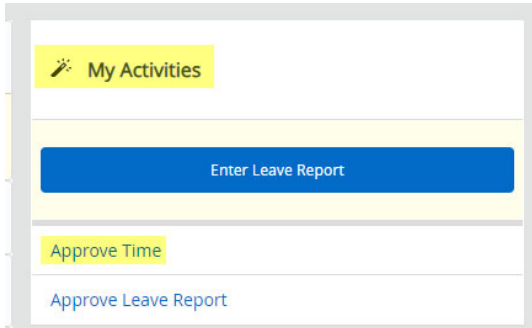 My Activities
Enter Leave Report
Approve Time
Approve Leave Report